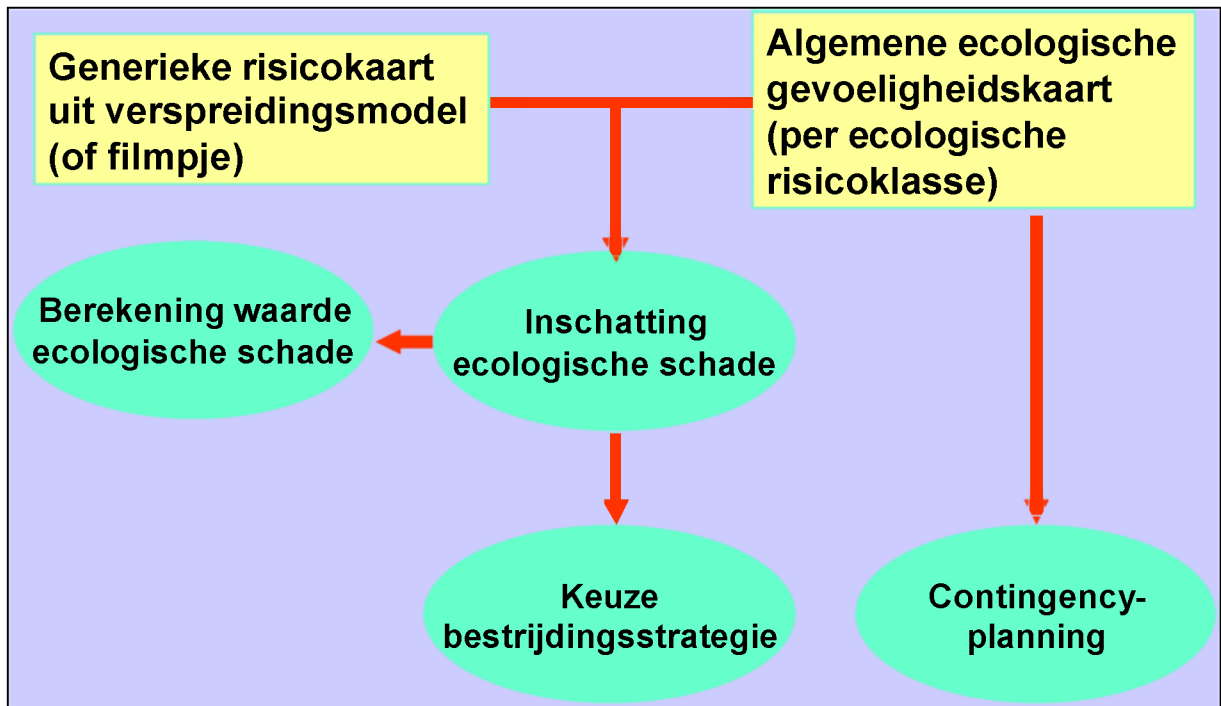 Generieke risicokaart
uit verspreidingsmodel
(of filmpje)
Algemene ecologische
gevoeligheidskaart
(per ecologische
risicoklasse)
Berekening waarde
ecologische schade
Inschatting
ecologische schade
Keuze
bestrijdingsstrategie
Contingency-
planning